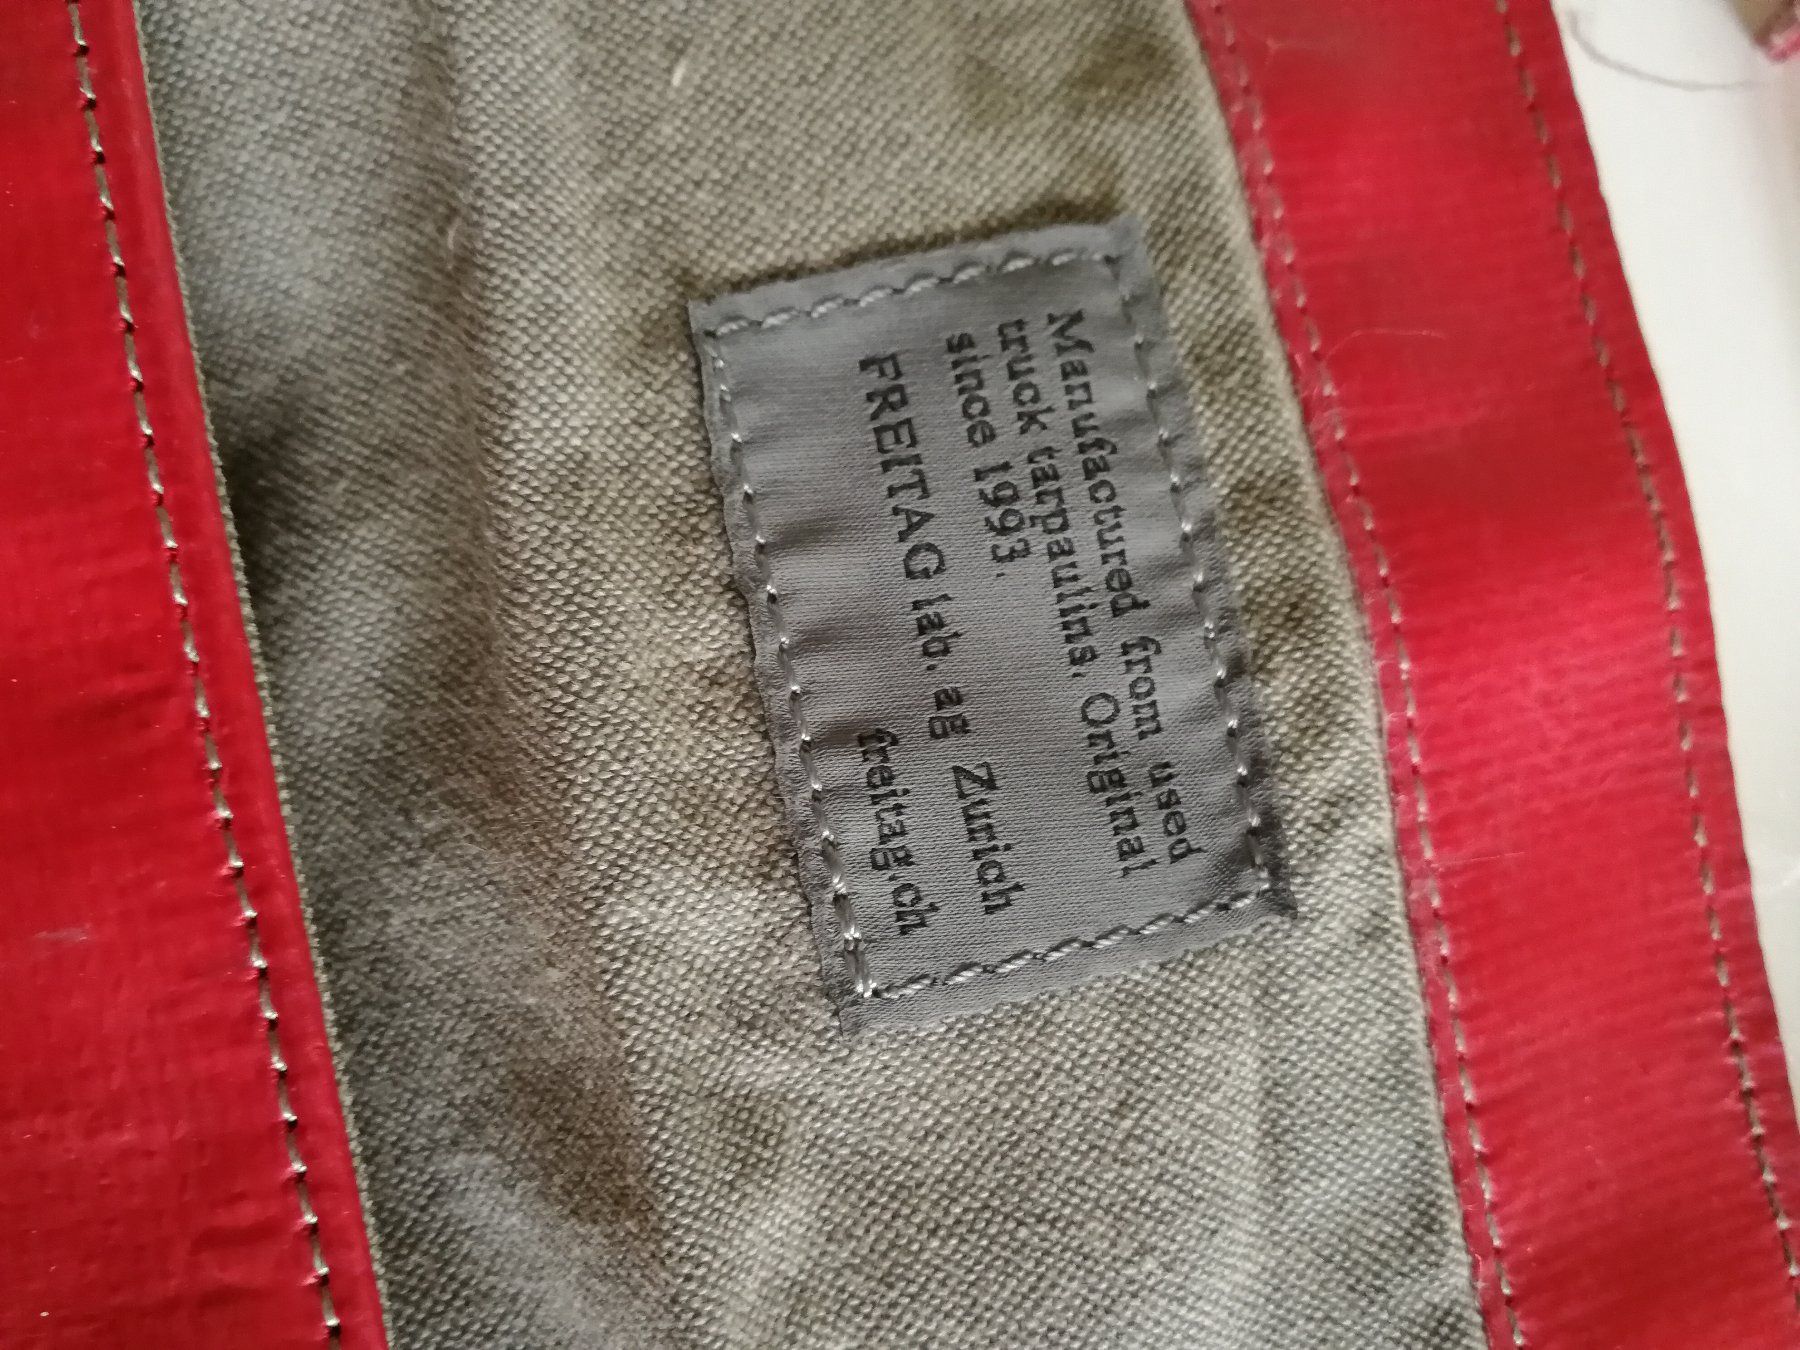 Manufactured from used
truck tarpaulins. Original
since 1993.
FREITAG lab. ag Zurich
freitag.ch